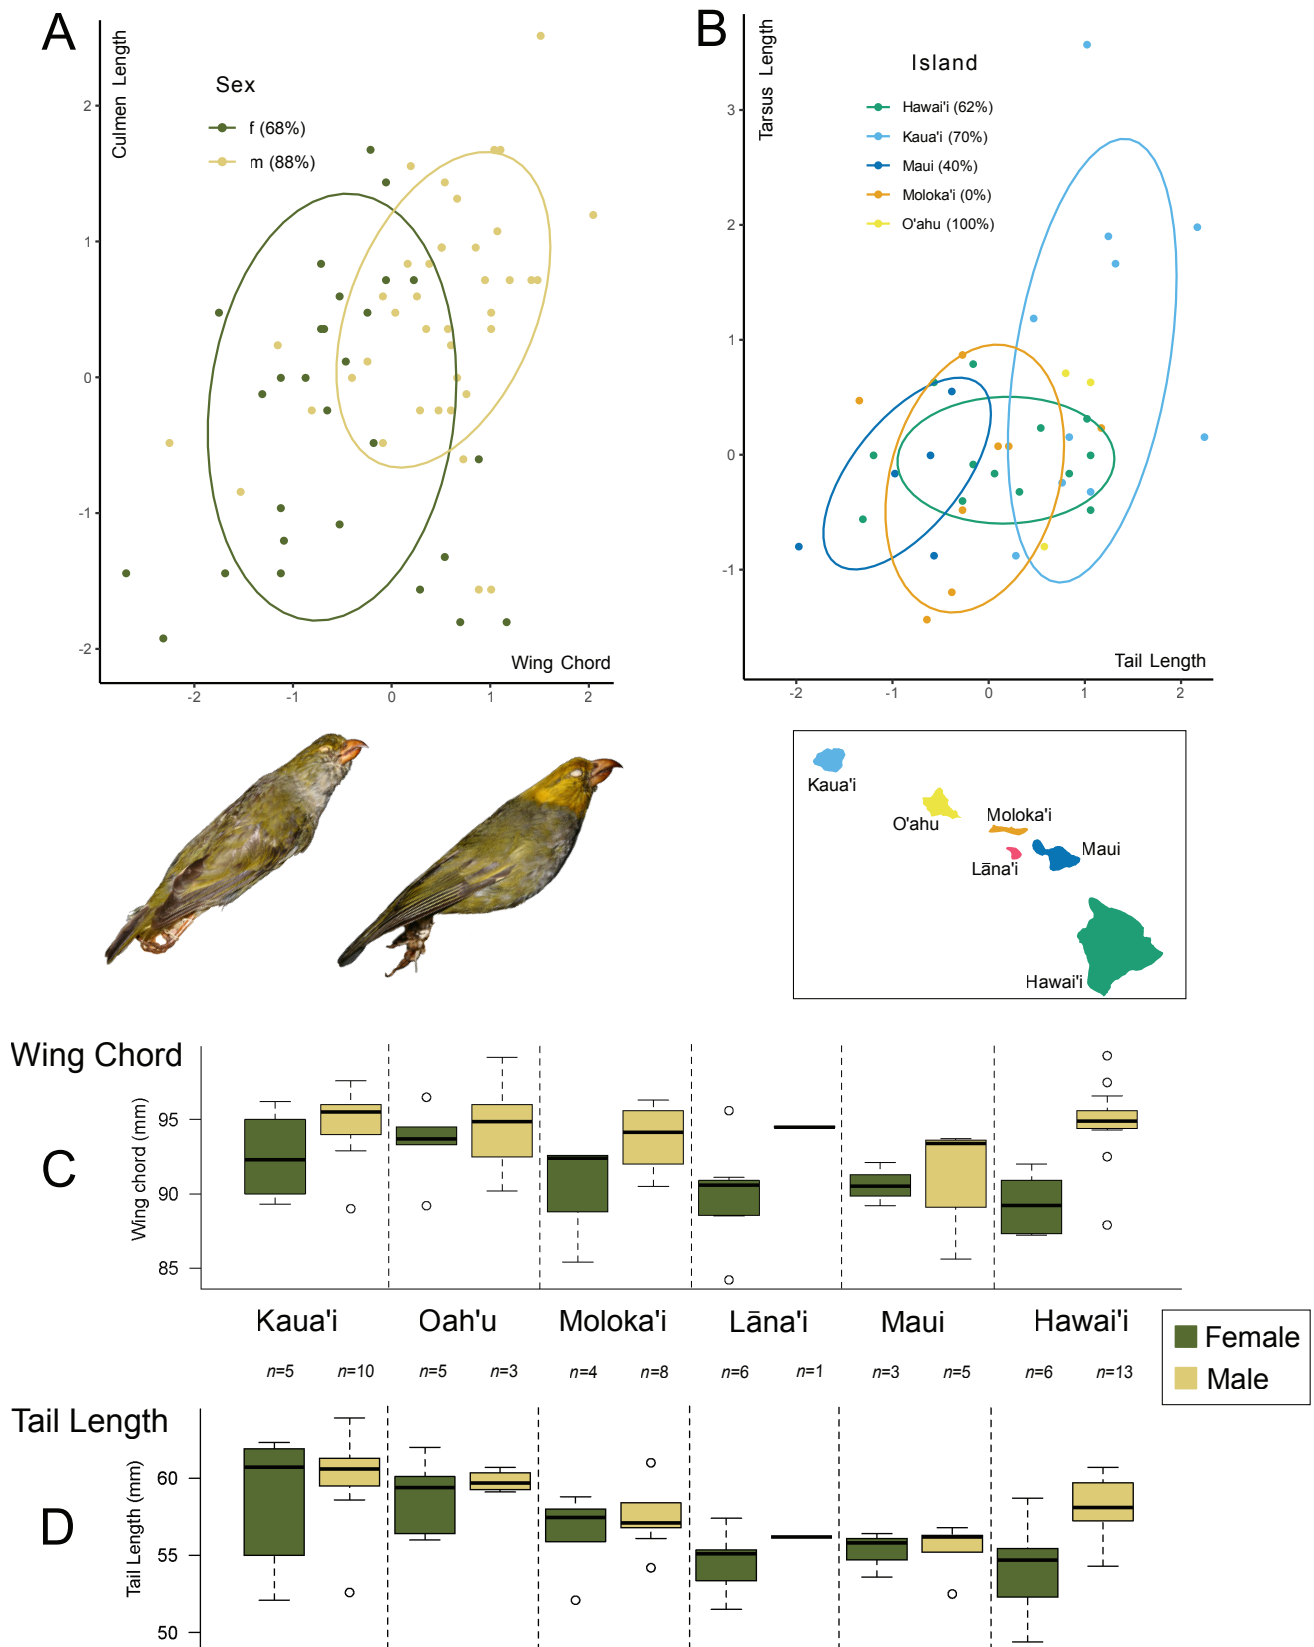 A
Culmen Length
Sex
f (68%)
m (88%)
2
1
0
-1
-2
Wing Chord
-2
-1
0
1
2
B
Tarsus Length
Island
Hawai'i (62%)
Kaua'i (70%)
Maui (40%)
Moloka'i (0%)
O'ahu (100%)
3
2
1
0
-1
Tail Length
-2
-1
0
1
2
Kaua'i
O'ahu
Moloka'i
Maui
Lāna'i
Hawai'i
Wing Chord
C
Wing chord (mm)
95
90
85
Kaua'i
Oah'u
Moloka'i
Lāna'i
Maui
Hawai'i
n=5
n=10
n=5
n=3
n=4
n=8
n=6
n=1
n=3
n=5
n=6
n=13
Female
Male
Tail Length
D
Tail Length (mm)
60
55
50